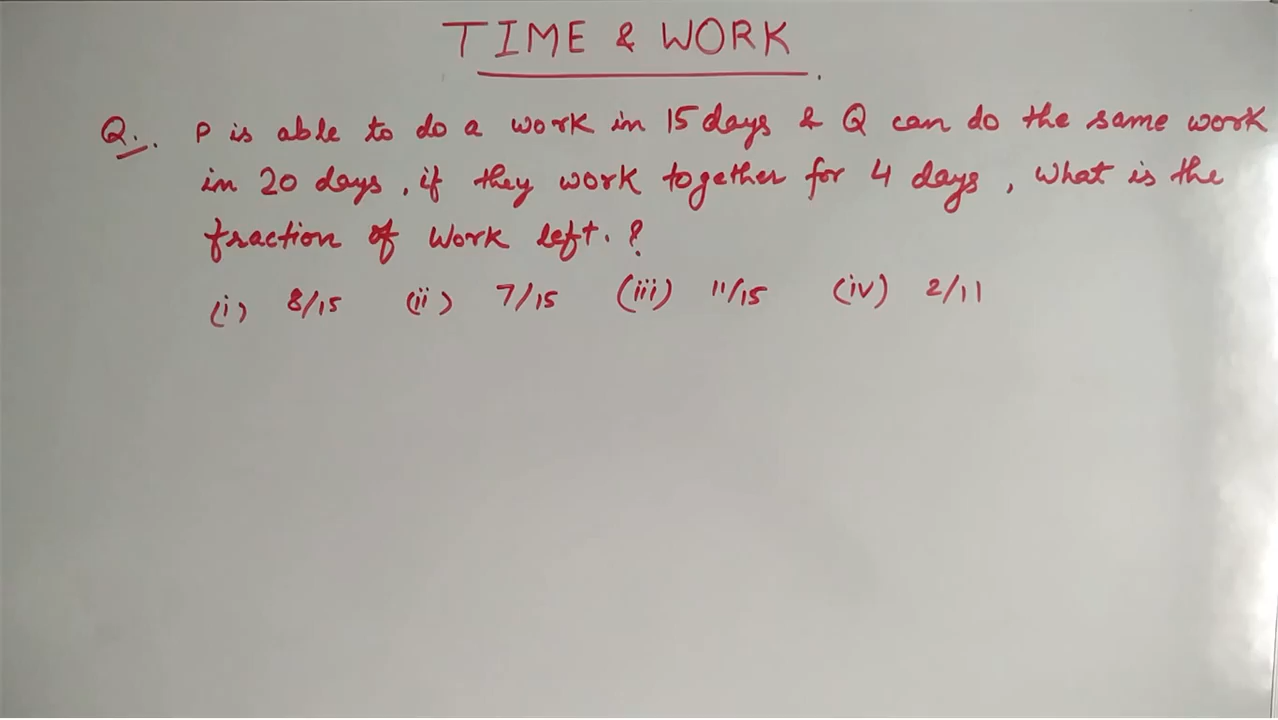 TIME & WORK
Q. P is able to do a work in 15 days & Q can do the same work
in 20 days, if they work together for 4 days, what is the
fraction of work left.?
(i) 8/15 (ii) 7/15 (iii) 11/15 (iv) 2/11